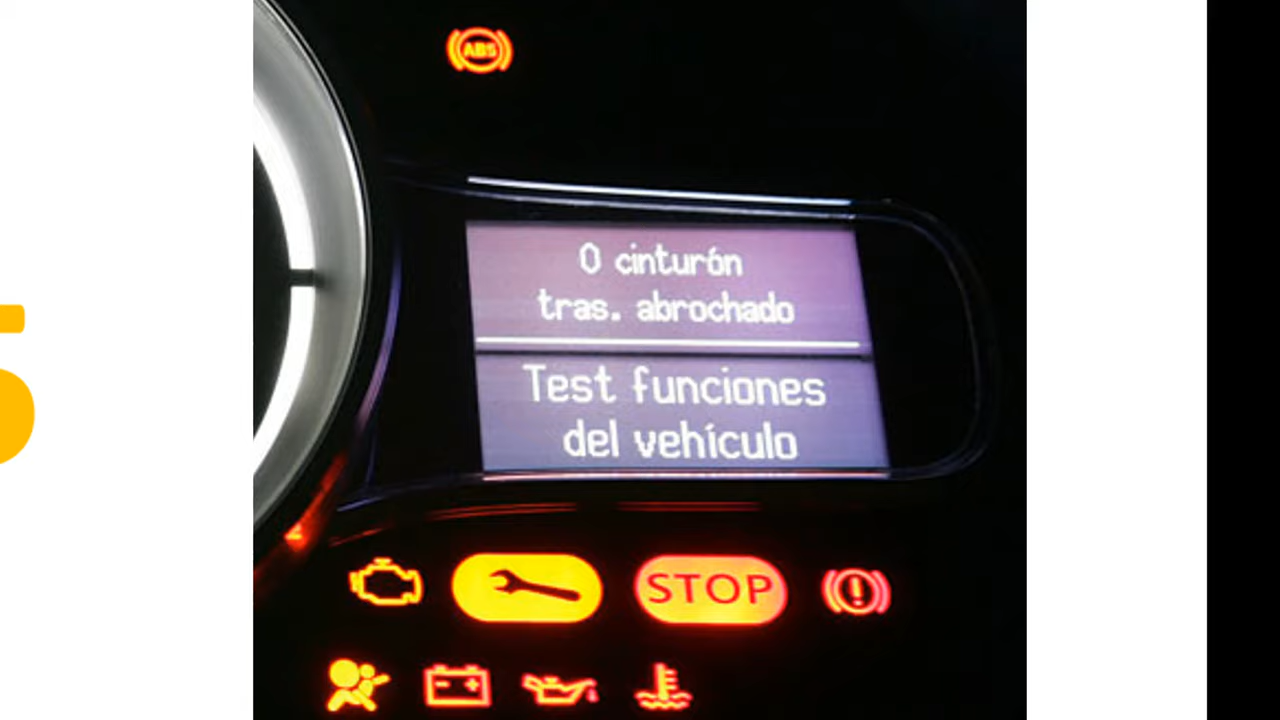 ABS
0 cinturón
tras. abrochado
Test funciones
del vehículo
STOP